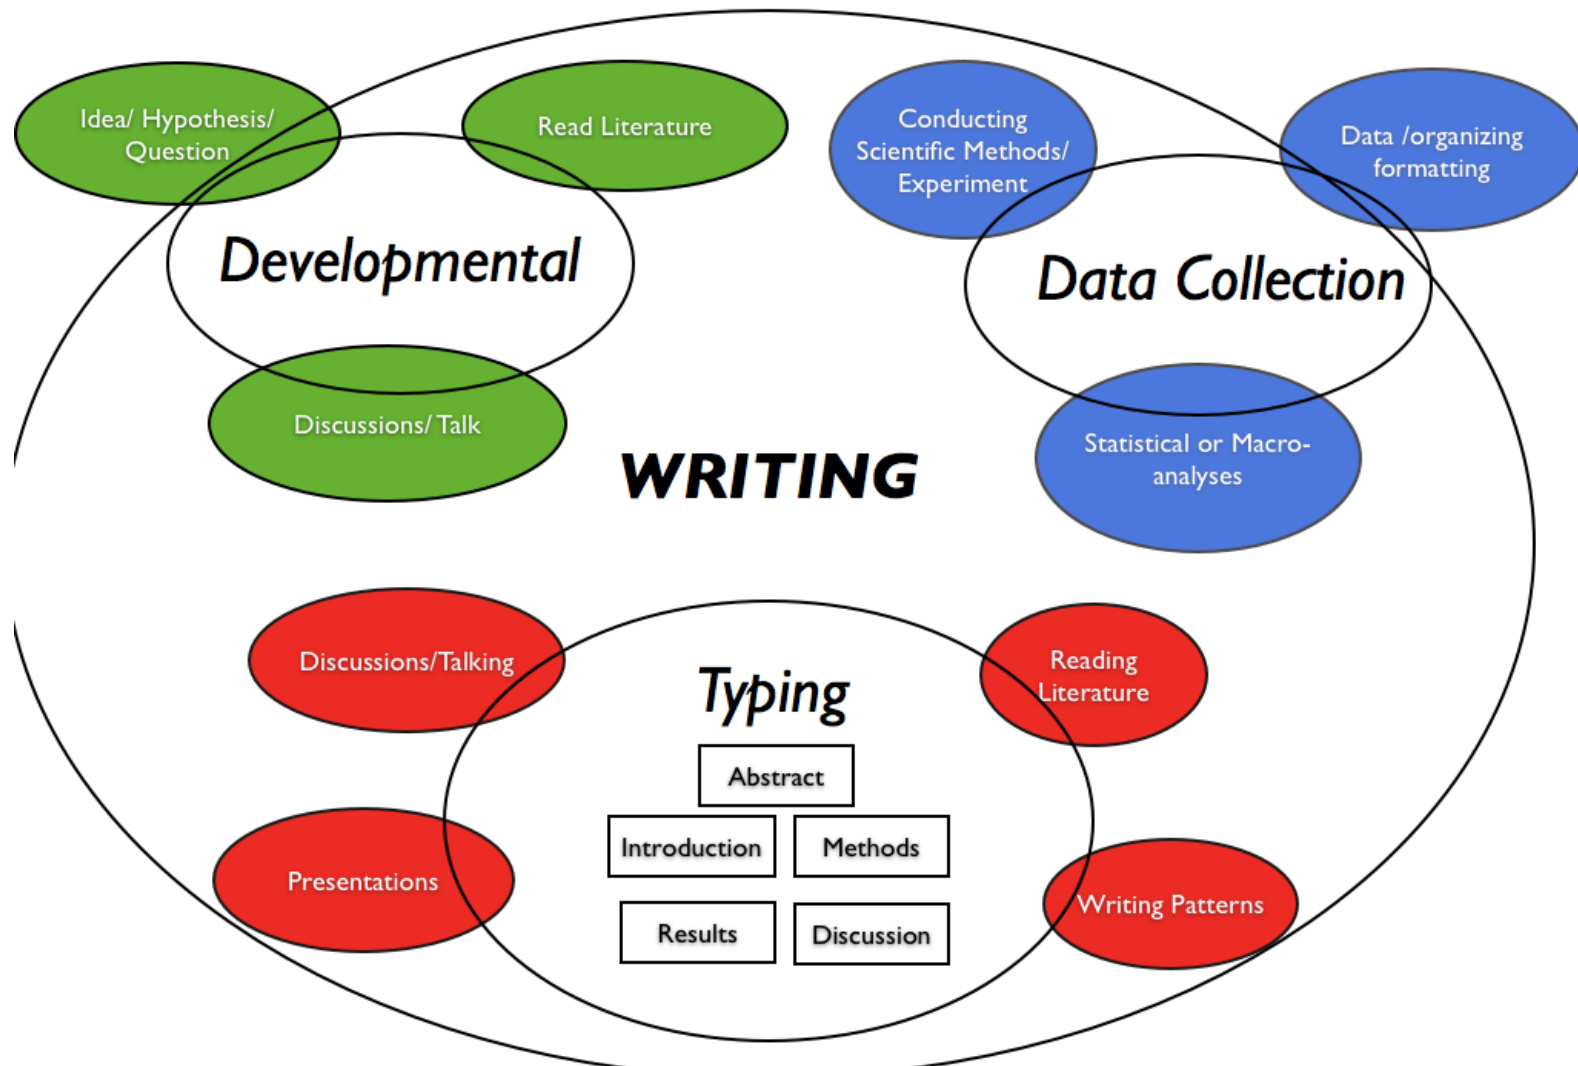 Idea/ Hypothesis/
Question
Read Literature
Developmental
Discussions/ Talk
Conducting
Scientific Methods/
Experiment
Data /organizing
formatting
Data Collection
Statistical or Macro-
analyses
WRITING
Discussions/Talking
Reading
Literature
Typing
Abstract
Introduction
Methods
Results
Discussion
Presentations
Writing Patterns